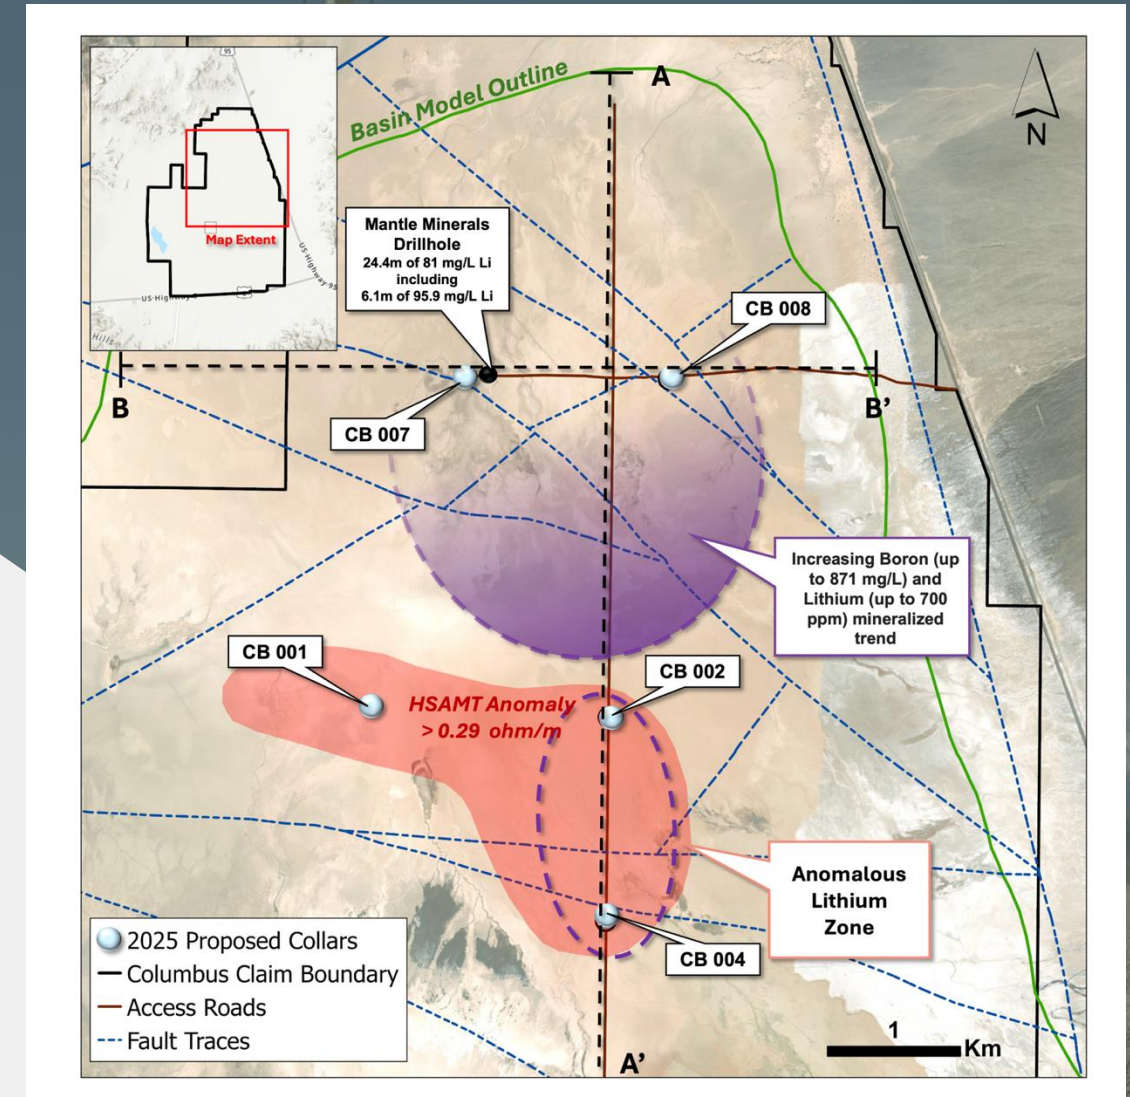 95
Map Extent
US Highway 95
US Highway
Hills
Basin Model Outline
A
N
Mantle Minerals
Drillhole
24.4m of 81 mg/L Li
including
6.1m of 95.9 mg/L Li
CB 008
B
B’
CB 007
Increasing Boron (up
to 871 mg/L) and
Lithium (up to 700
ppm) mineralized
trend
CB 001
CB 002
HSAMT Anomaly
> 0.29 ohm/m
Anomalous
Lithium
Zone
CB 004
2025 Proposed Collars
Columbus Claim Boundary
Access Roads
Fault Traces
1
Km
A’